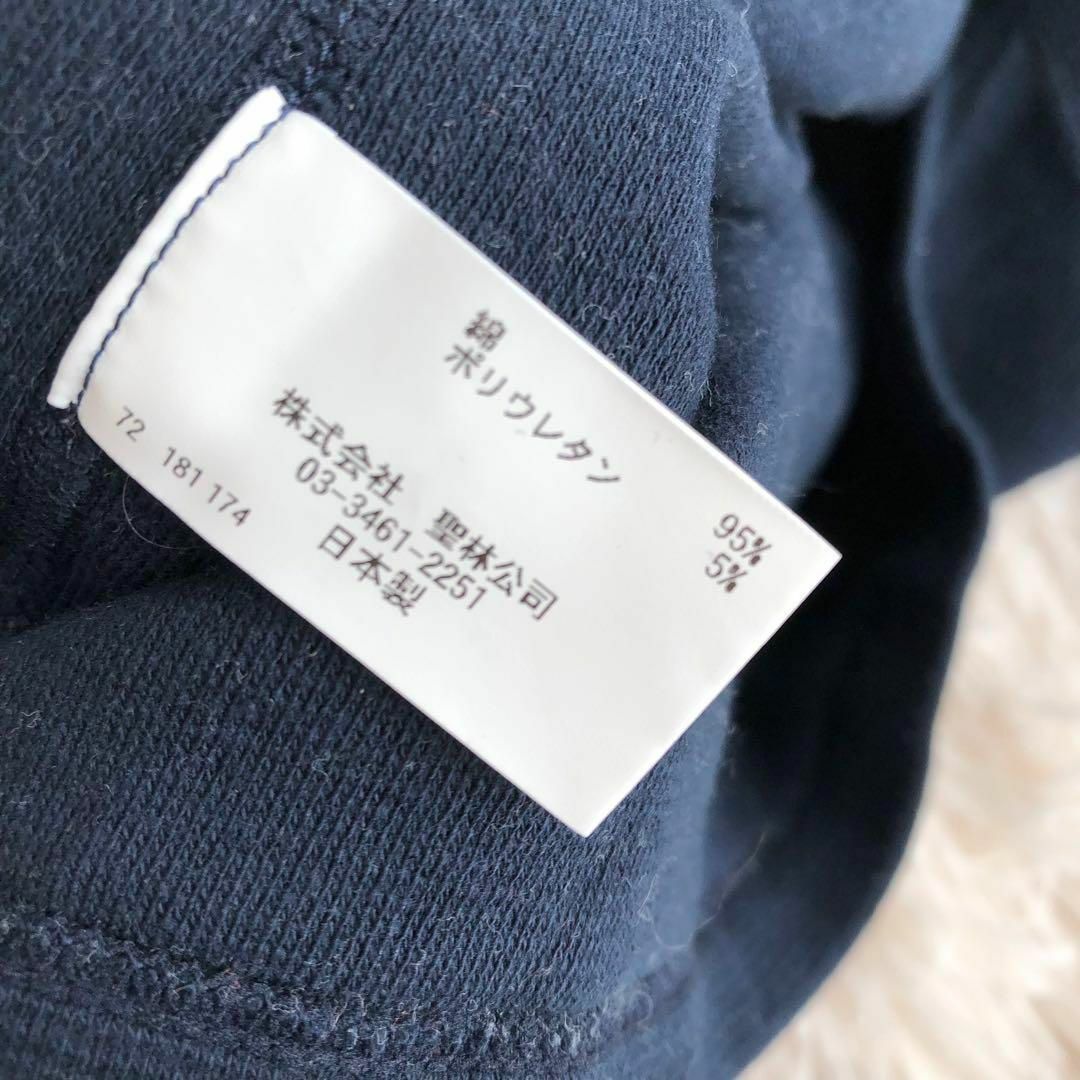 綿 95%
ポリウレタン 5%
株式会社 聖林公司
03-3461-2251
日本製
72 181 174